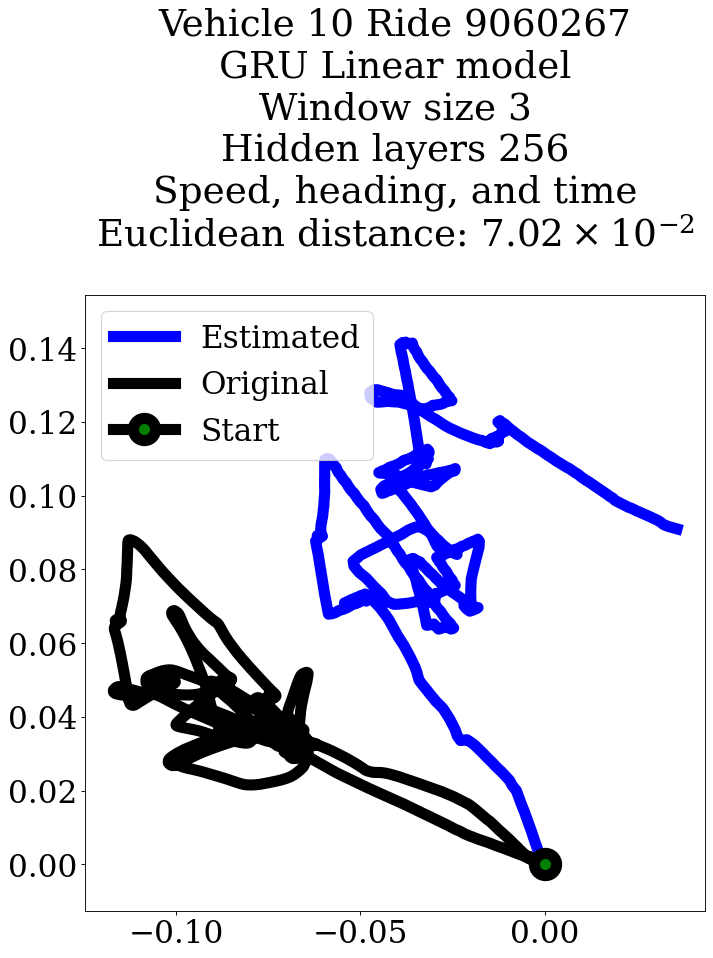 Vehicle 10 Ride 9060267
GRU Linear model
Window size 3
Hidden layers 256
Speed, heading, and time
Euclidean distance: 7.02 × 10⁻²
Estimated
Original
Start
0.14
0.12
0.10
0.08
0.06
0.04
0.02
0.00
−0.10
−0.05
0.00